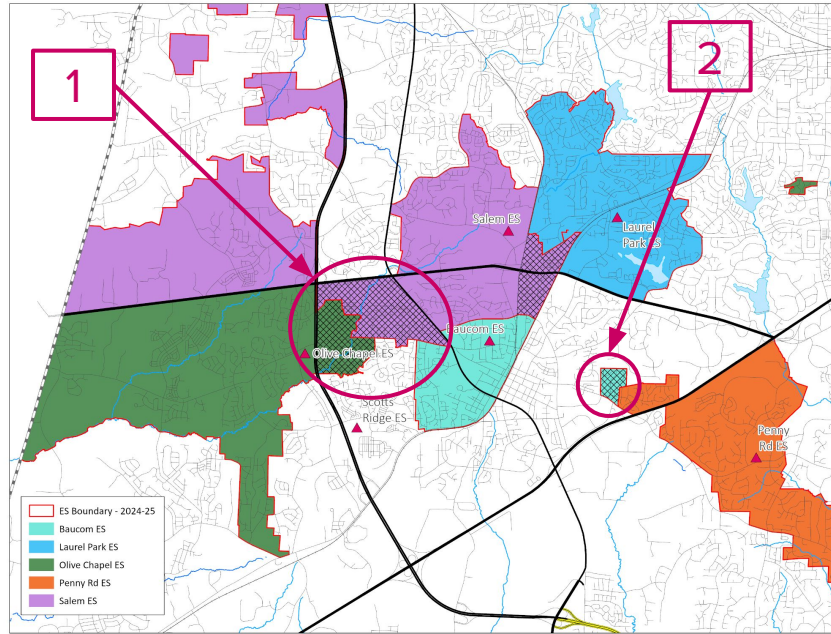 1
2
Salem ES
Laurel
Park ES
Baucom ES
Olive Chapel ES
Scotts
Ridge ES
Penny
Rd ES
ES Boundary - 2024-25
Baucom ES
Laurel Park ES
Olive Chapel ES
Penny Rd ES
Salem ES